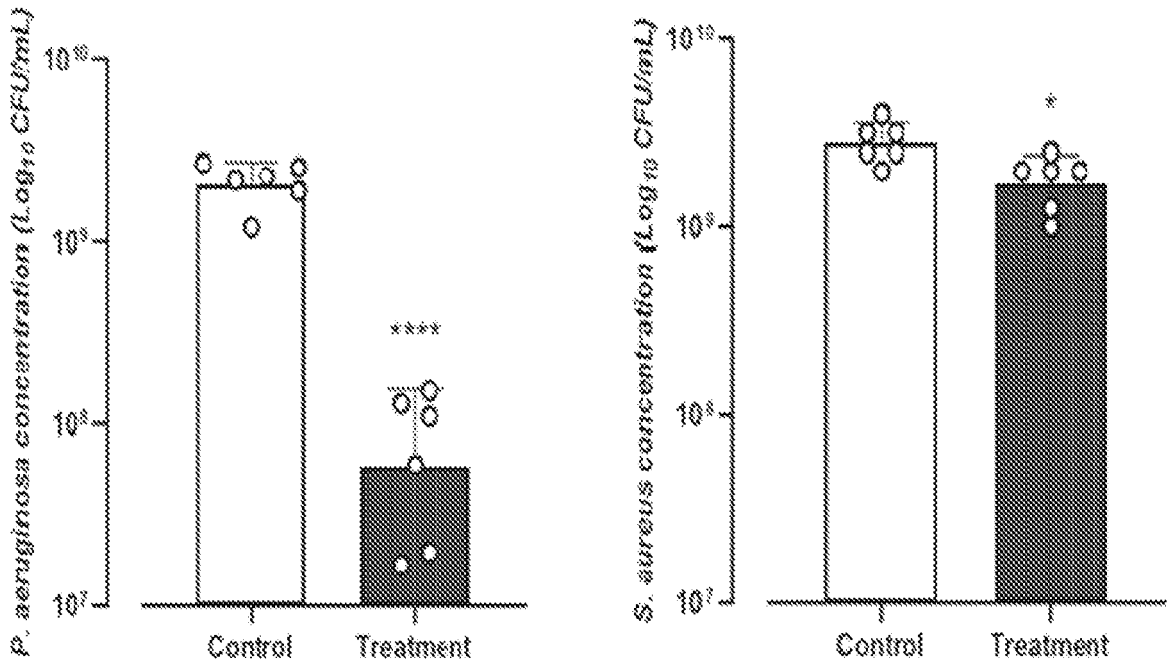 P. aeruginosa concentration (Log₁₀ CFU/mL)
10¹⁰
10⁹
10⁸
10⁷
****
Control
Treatment
S. aureus concentration (Log₁₀ CFU/mL)
10¹⁰
10⁹
10⁸
10⁷
*
Control
Treatment